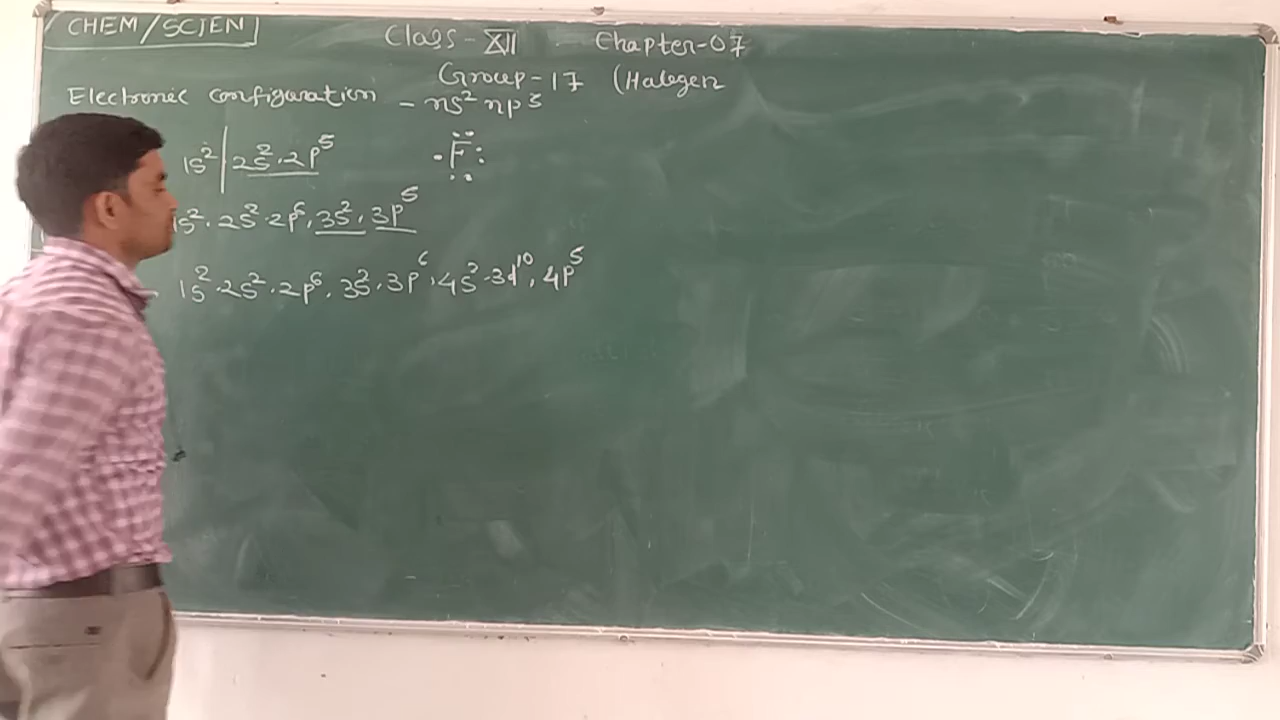 CHEM/SCIEN
Class - XII Chapter-07
Group-17 (Halogen
Electronic configuration - ns² np⁵
1s² | 2s². 2p⁵
F
1s². 2s². 2p⁶. 3s². 3p⁵
1s². 2s². 2p⁶. 3s². 3p⁶. 4s². 3d¹⁰, 4p⁵